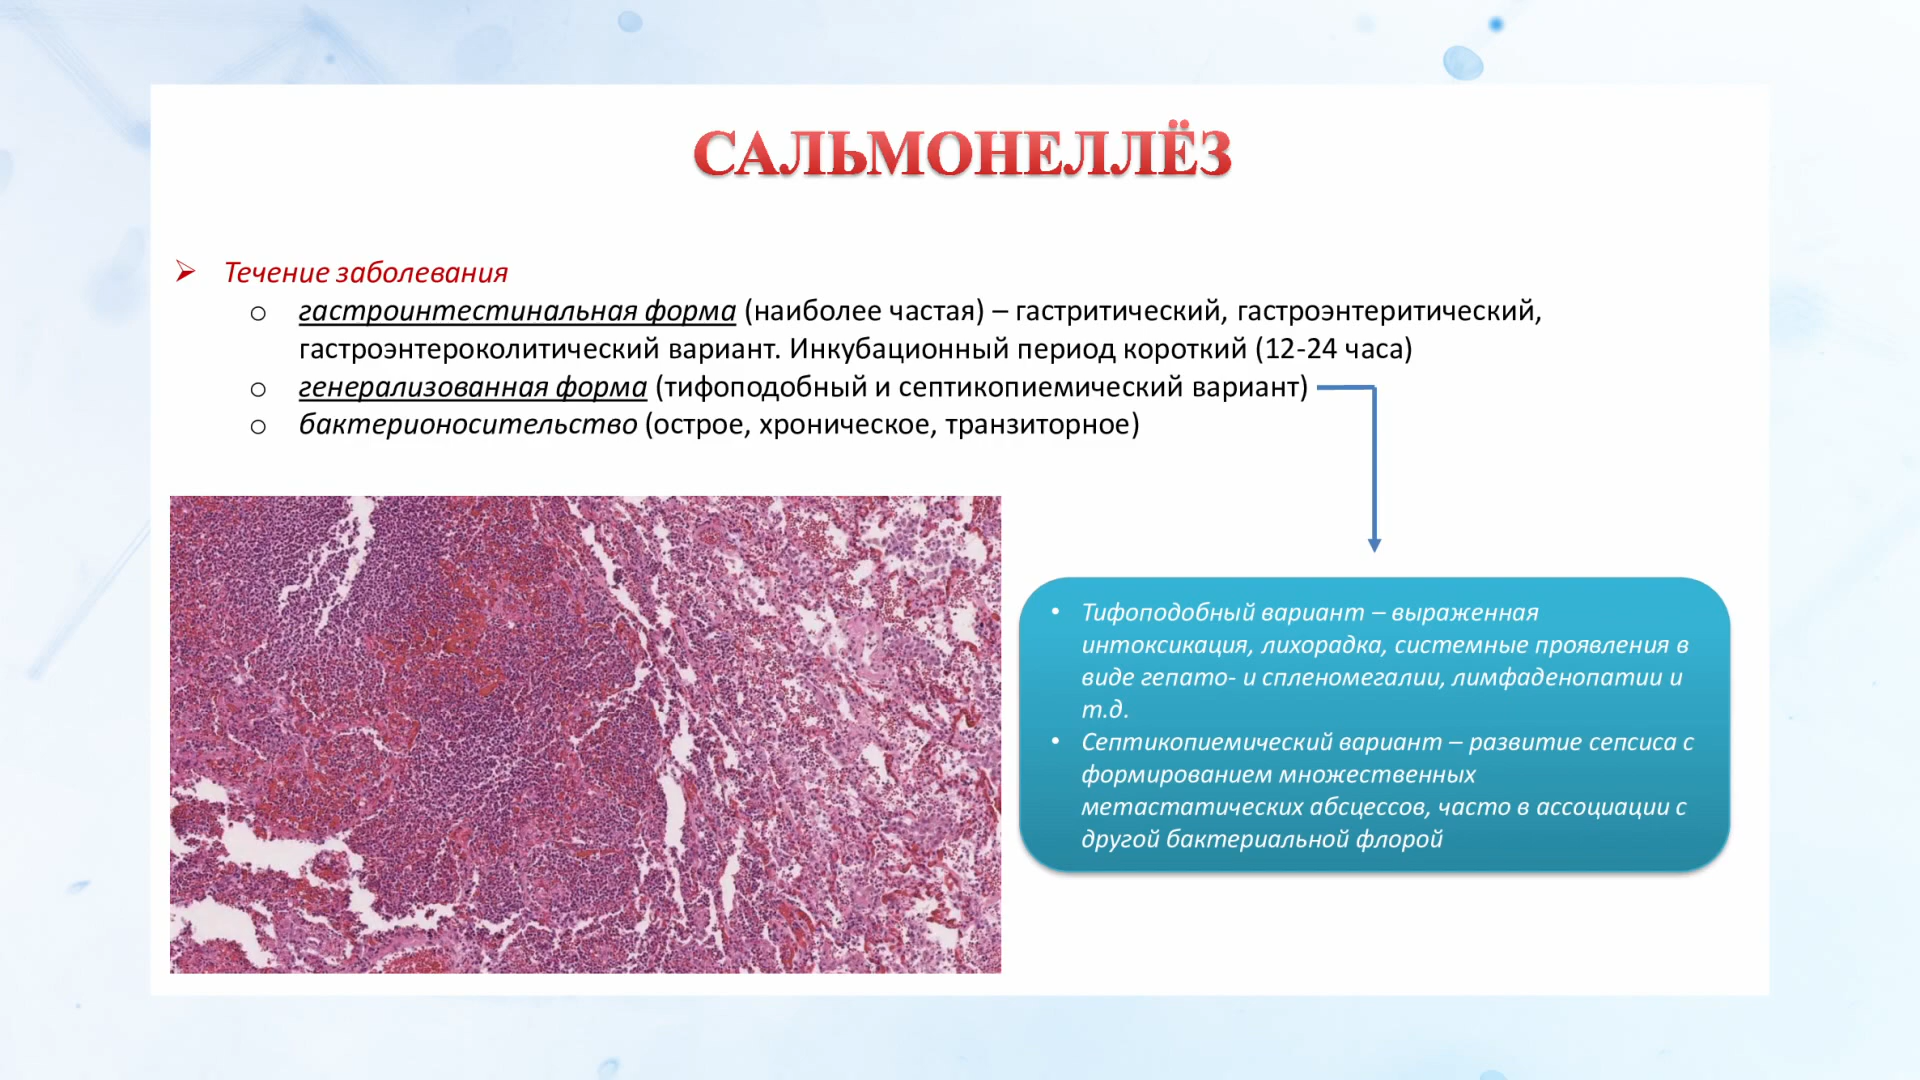 САЛЬМОНЕЛЛЁЗ
Течение заболевания
гастроинтестинальная форма (наиболее частая) – гастритический, гастроэнтеритический,
гастроэнтероколитический вариант. Инкубационный период короткий (12-24 часа)
генерализованная форма (тифоподобный и септикопиемический вариант)
бактерионосительство (острое, хроническое, транзиторное)
• Тифоподобный вариант – выраженная
интоксикация, лихорадка, системные проявления в
виде гепато- и спленомегалии, лимфаденопатии и
т.д.
• Септикопиемический вариант – развитие сепсиса с
формированием множественных
метастатических абсцессов, часто в ассоциации с
другой бактериальной флорой